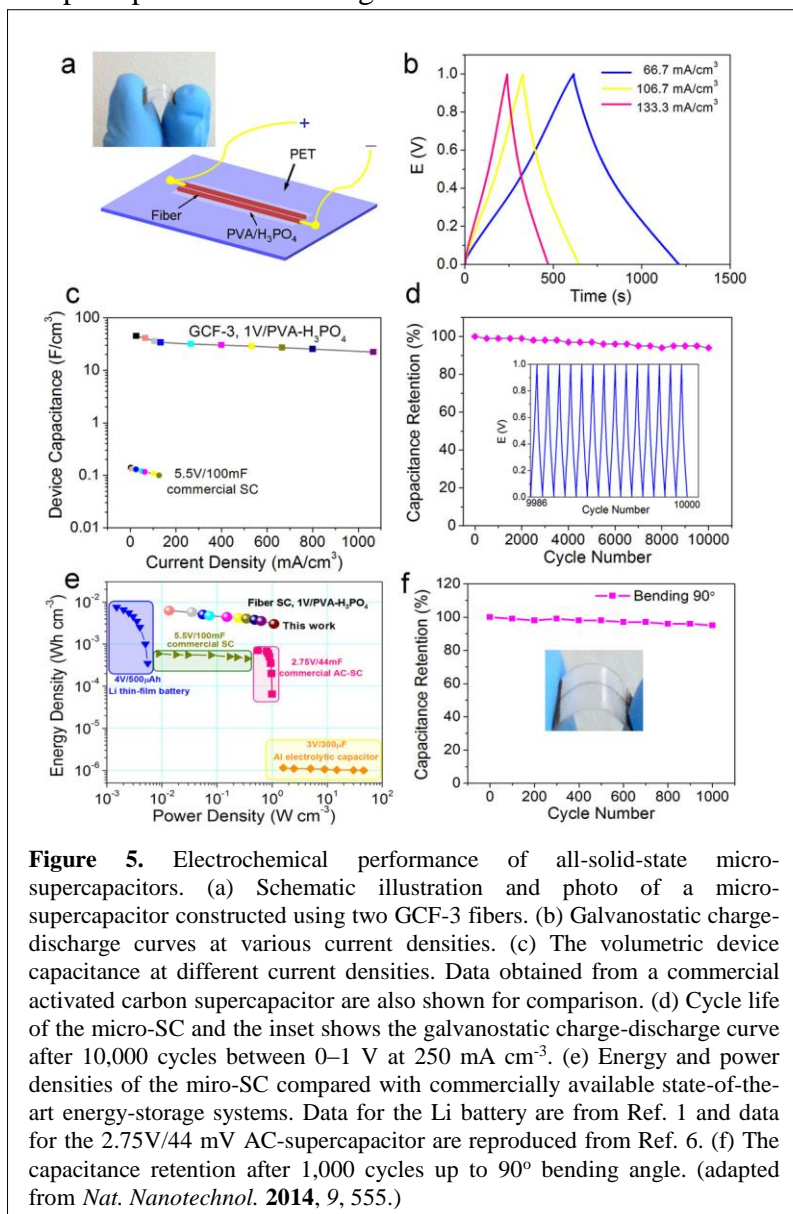 a
+
–
PET
Fiber
PVA/H₃PO₄
b
66.7 mA/cm³
106.7 mA/cm³
133.3 mA/cm³
1.0
0.8
0.6
0.4
0.2
0.0
E (V)
0
500
1000
1500
Time (s)
c
GCF-3, 1V/PVA-H₃PO₄
100
10
1
0.1
0.01
Device Capacitance (F/cm³)
5.5V/100mF
commercial SC
0
200
400
600
800
1000
Current Density (mA/cm³)
d
100
80
60
40
20
0
Capacitance Retention (%)
1.0
0.8
0.6
0.4
0.2
0.0
E (V)
9986
10000
Cycle Number
0
2000
4000
6000
8000
10000
Cycle Number
e
10⁻²
10⁻³
10⁻⁴
10⁻⁵
10⁻⁶
Energy Density (Wh cm⁻³)
Fiber SC, 1V/PVA-H₃PO₄
This work
5.5V/100mF
commercial SC
2.75V/44mF
commercial AC-SC
4V/500µAh
Li thin-film battery
3V/300µF
Al electrolytic capacitor
10⁻³
10⁻²
10⁻¹
10⁰
10¹
10²
Power Density (W cm⁻³)
f
120
100
80
60
40
20
0
Capacitance Retention (%)
Bending 90°
0
200
400
600
800
1000
Cycle Number
Figure 5. Electrochemical performance of all-solid-state micro-
supercapacitors. (a) Schematic illustration and photo of a micro-
supercapacitor constructed using two GCF-3 fibers. (b) Galvanostatic charge-
discharge curves at various current densities. (c) The volumetric device
capacitance at different current densities. Data obtained from a commercial
activated carbon supercapacitor are also shown for comparison. (d) Cycle life
of the micro-SC and the inset shows the galvanostatic charge-discharge curve
after 10,000 cycles between 0–1 V at 250 mA cm⁻³. (e) Energy and power
densities of the miro-SC compared with commercially available state-of-the-
art energy-storage systems. Data for the Li battery are from Ref. 1 and data
for the 2.75V/44 mV AC-supercapacitor are reproduced from Ref. 6. (f) The
capacitance retention after 1,000 cycles up to 90° bending angle. (adapted
from Nat. Nanotechnol. 2014, 9, 555.)